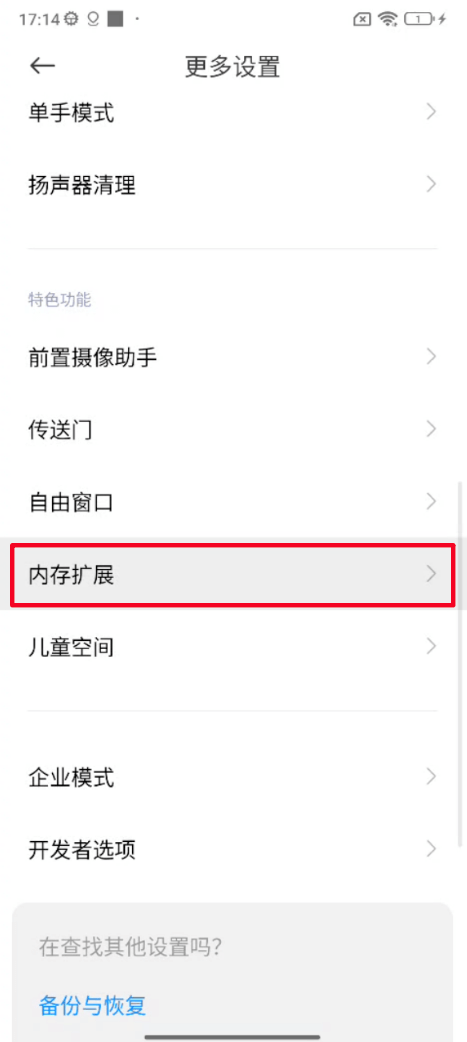 17:14
1
更多设置
单手模式
扬声器清理
特色功能
前置摄像助手
传送门
自由窗口
内存扩展
儿童空间
企业模式
开发者选项
在查找其他设置吗?
备份与恢复